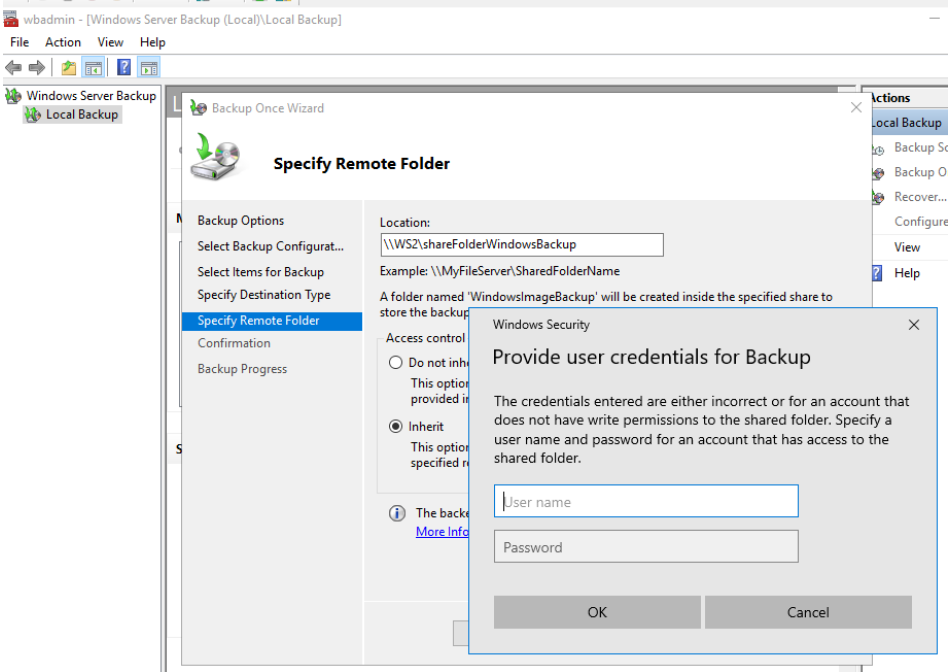 wbadmin - [Windows Server Backup (Local)\Local Backup]
File Action View Help
Windows Server Backup
Local Backup
Backup Once Wizard
Specify Remote Folder
Backup Options
Select Backup Configurat...
Select Items for Backup
Specify Destination Type
Specify Remote Folder
Confirmation
Backup Progress
Location:
\\WS2\shareFolderWindowsBackup
Example: \\MyFileServer\SharedFolderName
A folder named 'WindowsImageBackup' will be created inside the specified share to
store the backup
Access control
Do not inhe
This option
provided in
Inherit
This option
specified re
The backe
More Info
Windows Security
Provide user credentials for Backup
The credentials entered are either incorrect or for an account that
does not have write permissions to the shared folder. Specify a
user name and password for an account that has access to the
shared folder.
User name
Password
OK Cancel
Actions
Local Backup
Backup Sc
Backup O
Recover...
Configure
View
Help